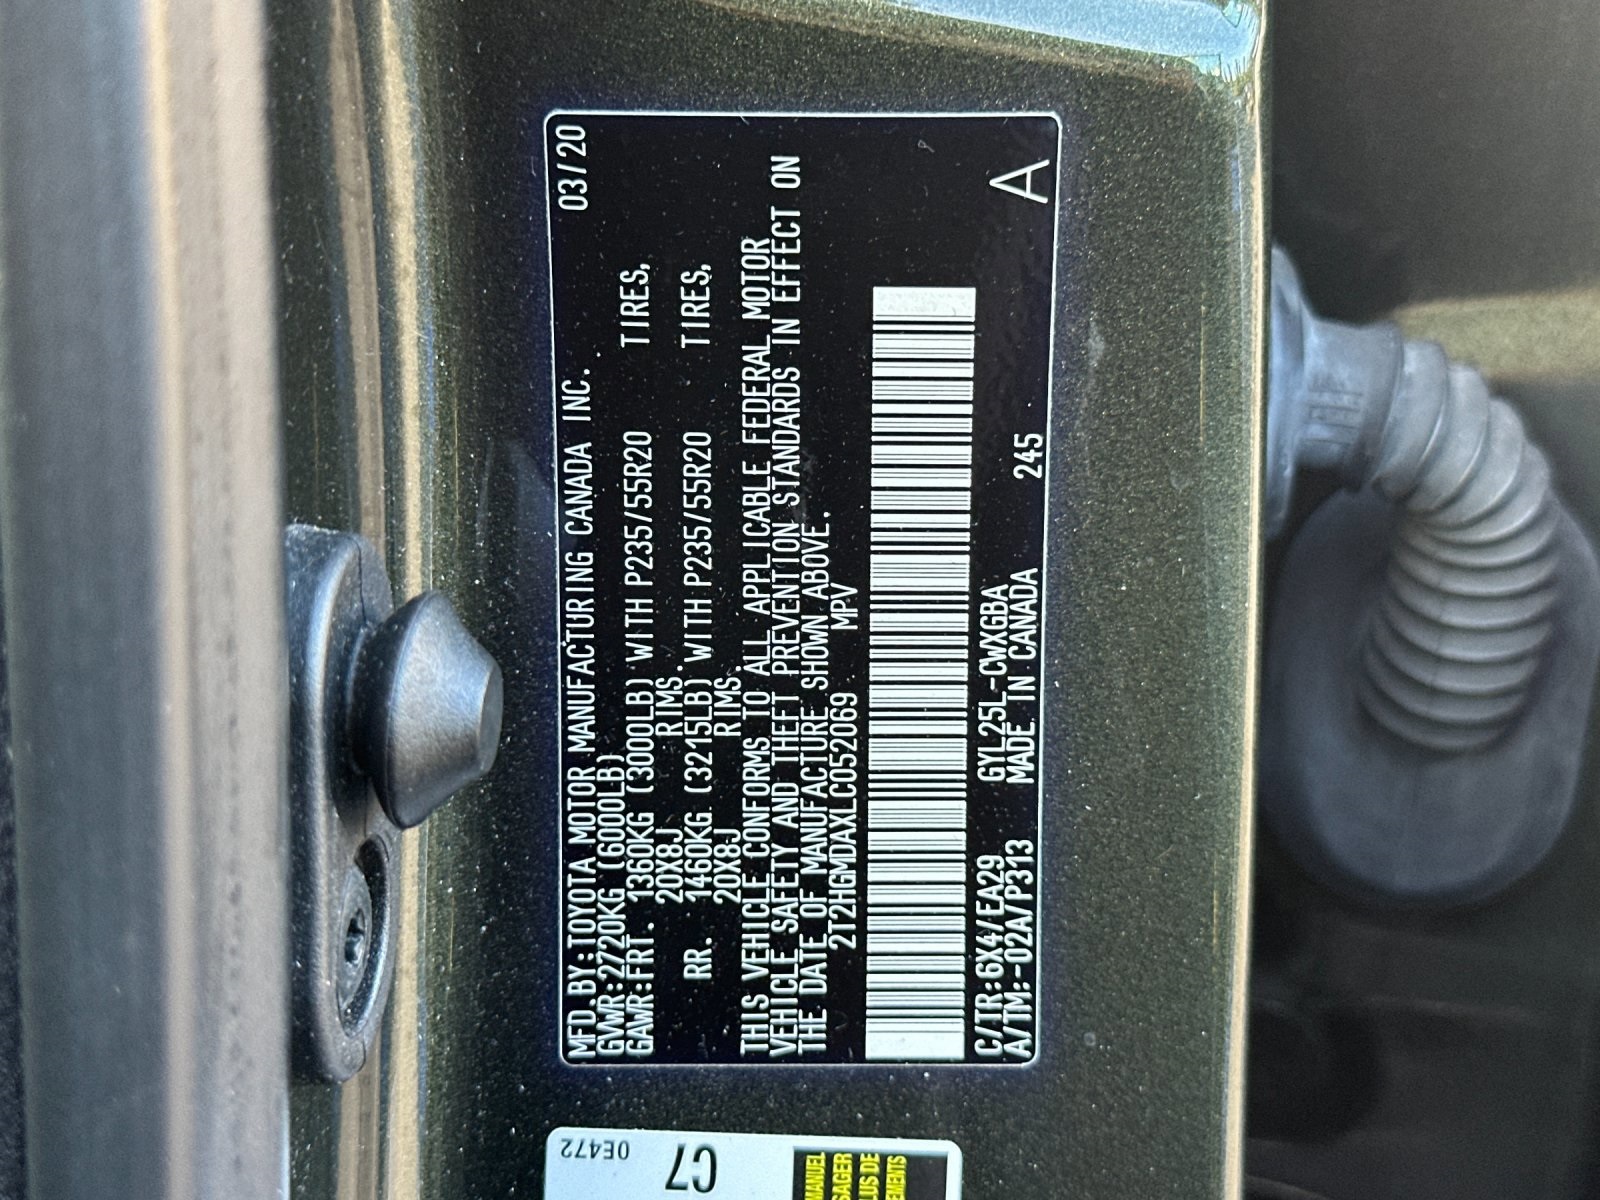 MFD.BY:TOYOTA MOTOR MANUFACTURING CANADA INC. 03/20
GVWR:2720KG (6000LB)
GAWR:FRT. 1360KG (3000LB) WITH P235/55R20 TIRES,
20X8J RIMS.
RR. 1460KG (3215LB) WITH P235/55R20 TIRES,
20X8J RIMS.
THIS VEHICLE CONFORMS TO ALL APPLICABLE FEDERAL MOTOR
VEHICLE SAFETY AND THEFT PREVENTION STANDARDS IN EFFECT ON
THE DATE OF MANUFACTURE SHOWN ABOVE.
2T2HGMDAXLC052069 MPV
C/TR:6X4/EA29 GYL25L-CWXGBA
A/TM:-02A/P313 MADE IN CANADA 245 A
0E472
C7
MANUEL